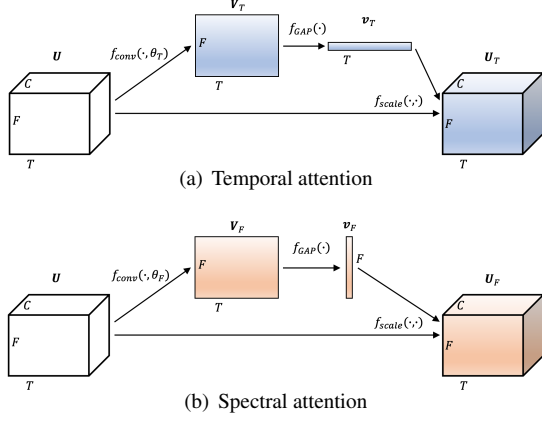 V_T
f_conv(·,θ_T)
F
f_GAP(·)
v_T
T
T
U
C
F
T
f_scale(·,·)
U_T
C
F
T
(a) Temporal attention
V_F
f_conv(·,θ_F)
F
f_GAP(·)
v_F
F
T
U
C
F
T
f_scale(·,·)
U_F
C
F
T
(b) Spectral attention